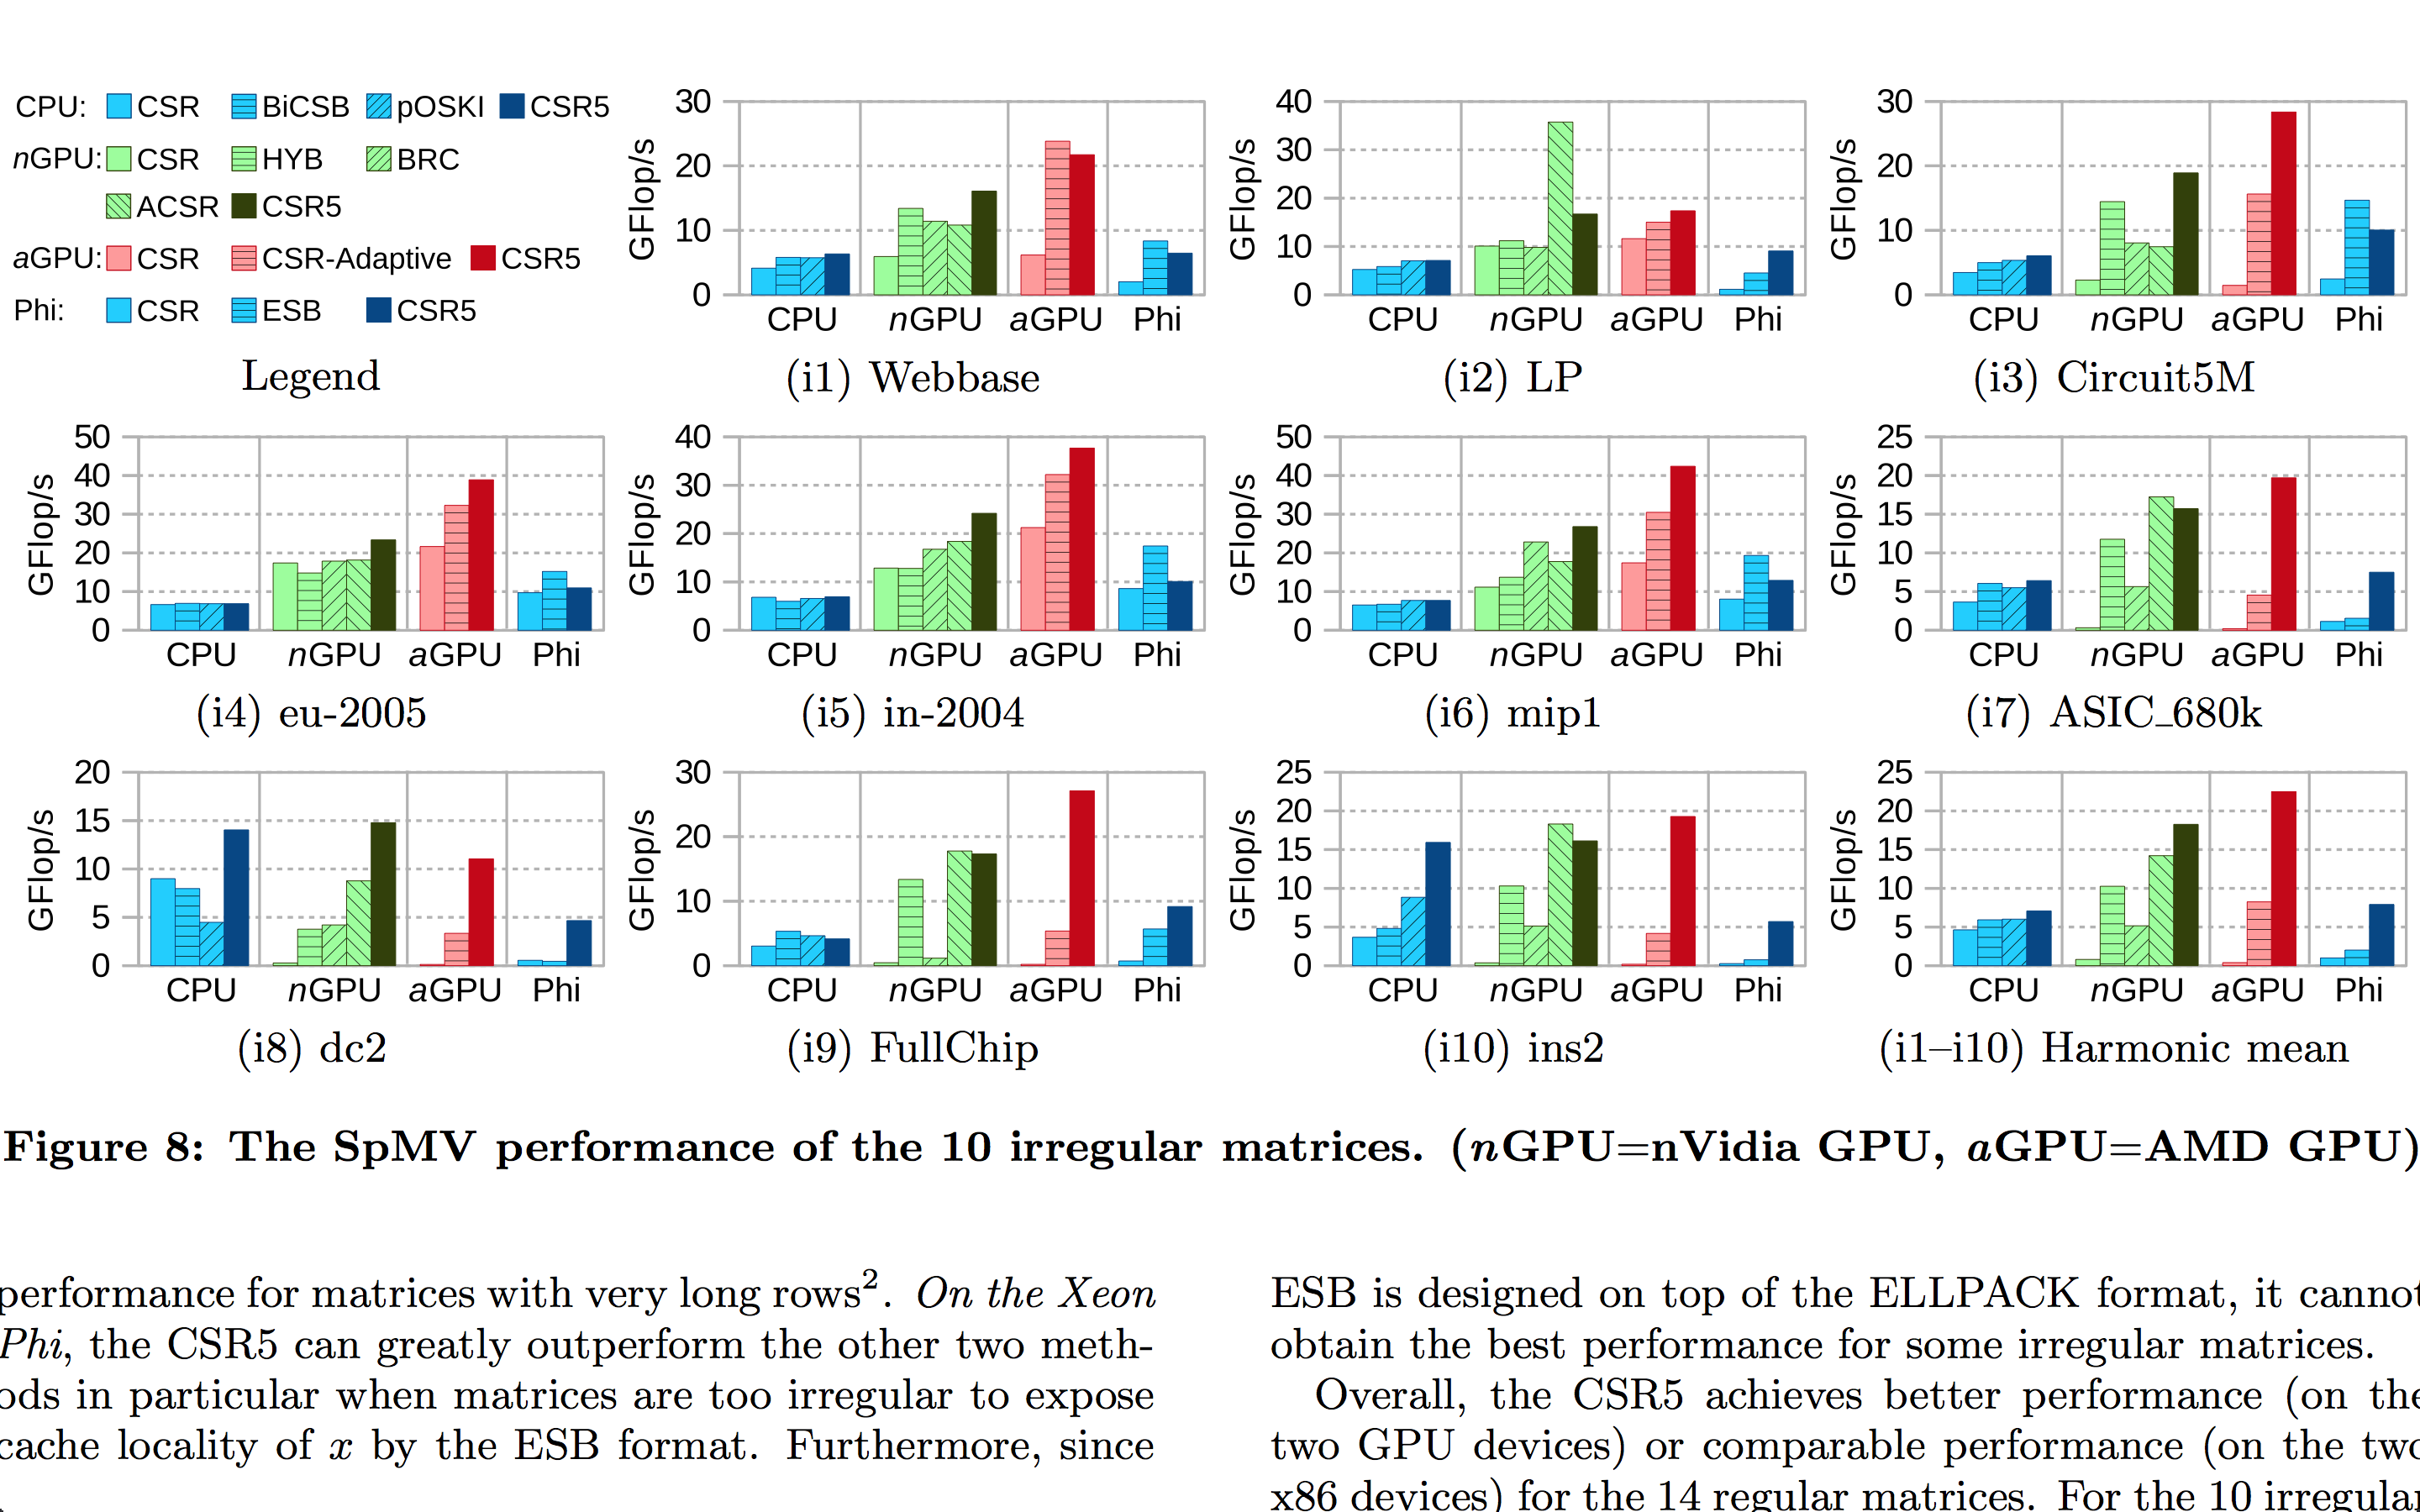 CPU: CSR BiCSB pOSKI CSR5
nGPU: CSR HYB BRC
ACSR CSR5
aGPU: CSR CSR-Adaptive CSR5
Phi: CSR ESB CSR5
Legend
30
20
10
0
GFlop/s
CPU nGPU aGPU Phi
(i1) Webbase
40
30
20
10
0
GFlop/s
CPU nGPU aGPU Phi
(i2) LP
30
20
10
0
GFlop/s
CPU nGPU aGPU Phi
(i3) Circuit5M
50
40
30
20
10
0
GFlop/s
CPU nGPU aGPU Phi
(i4) eu-2005
40
30
20
10
0
GFlop/s
CPU nGPU aGPU Phi
(i5) in-2004
50
40
30
20
10
0
GFlop/s
CPU nGPU aGPU Phi
(i6) mip1
25
20
15
10
5
0
GFlop/s
CPU nGPU aGPU Phi
(i7) ASIC_680k
20
15
10
5
0
GFlop/s
CPU nGPU aGPU Phi
(i8) dc2
30
20
10
0
GFlop/s
CPU nGPU aGPU Phi
(i9) FullChip
25
20
15
10
5
0
GFlop/s
CPU nGPU aGPU Phi
(i10) ins2
25
20
15
10
5
0
GFlop/s
CPU nGPU aGPU Phi
(i1–i10) Harmonic mean
Figure 8: The SpMV performance of the 10 irregular matrices. (nGPU=nVidia GPU, aGPU=AMD GPU)
performance for matrices with very long rows². On the Xeon
Phi, the CSR5 can greatly outperform the other two meth-
ods in particular when matrices are too irregular to expose
cache locality of x by the ESB format. Furthermore, since
ESB is designed on top of the ELLPACK format, it cannot
obtain the best performance for some irregular matrices.
Overall, the CSR5 achieves better performance (on the
two GPU devices) or comparable performance (on the two
x86 devices) for the 14 regular matrices. For the 10 irregular